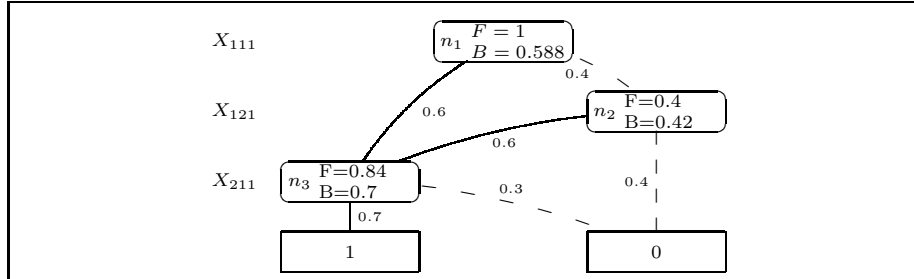 X₁₁₁
n₁ F = 1
B = 0.588
0.4
0.6
X₁₂₁
n₂ F=0.4
B=0.42
0.6
X₂₁₁
n₃ F=0.84
B=0.7
0.3
0.4
0.7
1
0